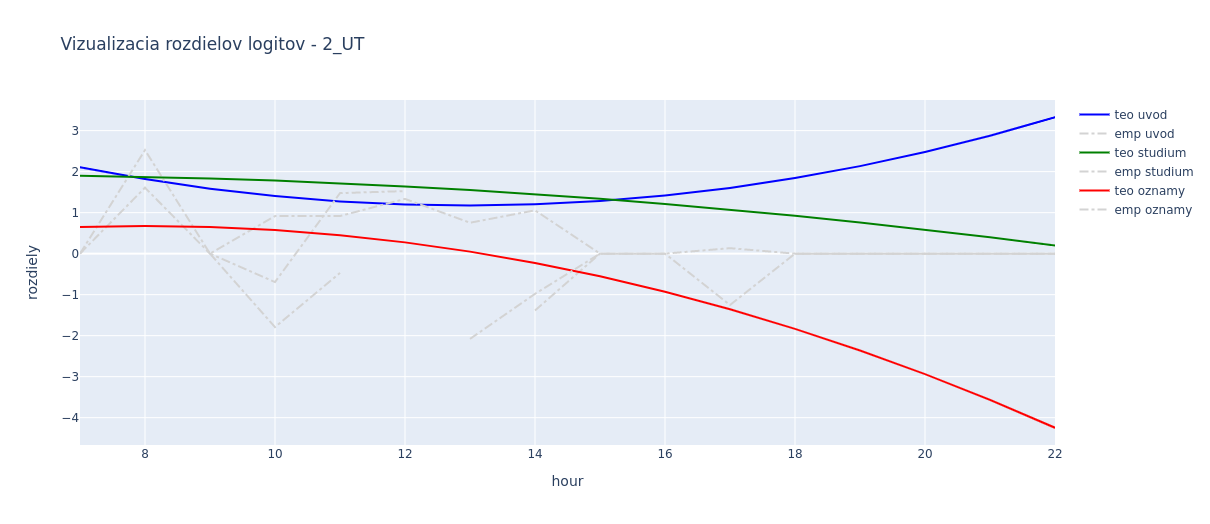 Vizualizacia rozdielov logitov - 2_UT
teo uvod
emp uvod
teo studium
emp studium
teo oznamy
emp oznamy
rozdiely
3
2
1
0
−1
−2
−3
−4
8 10 12 14 16 18 20 22
hour